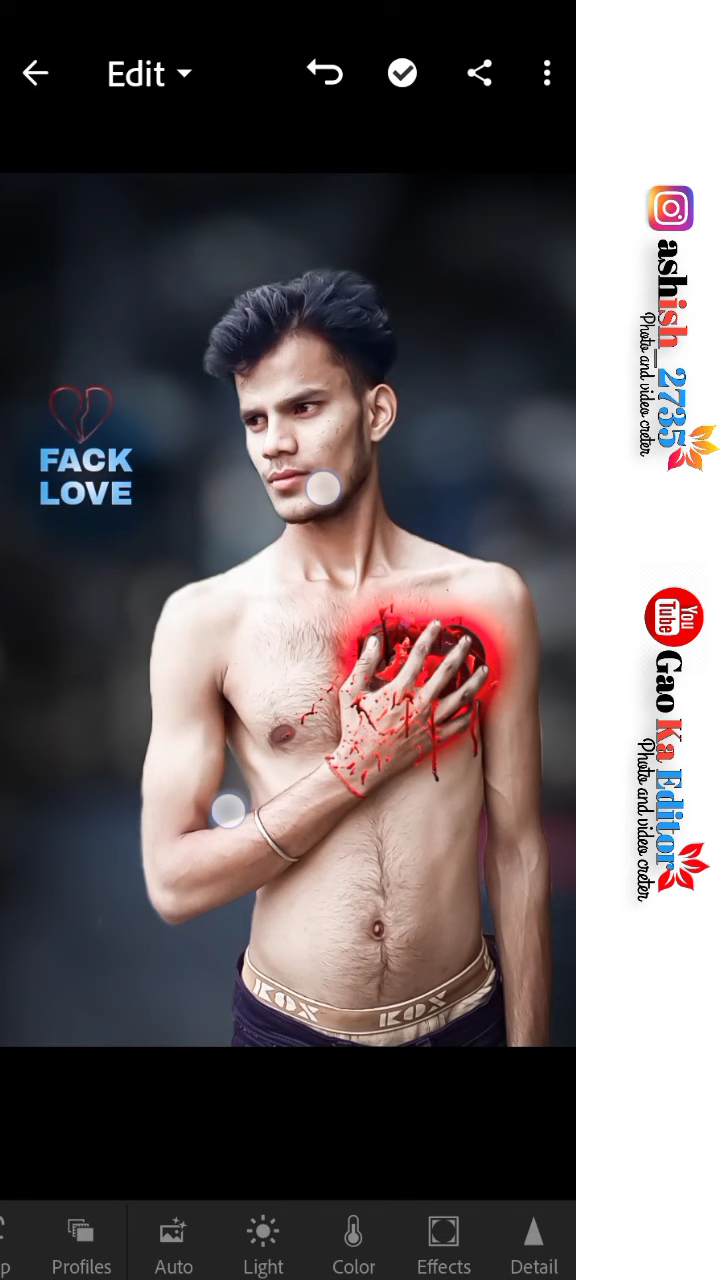 Edit
FACK
LOVE
KOX KOX
ashish_2735
Photo and video creter
You
Tube
Gao Ka Editor
Photo and video creter
p
Profiles
Auto
Light
Color
Effects
Detail